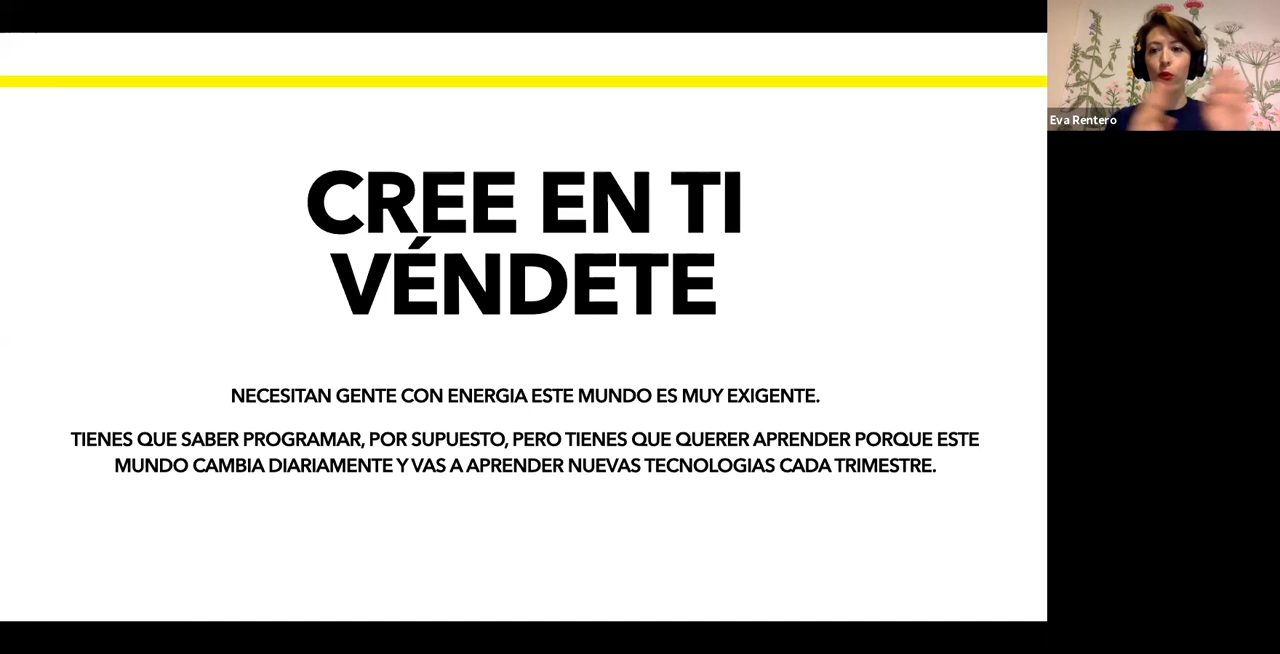 CREE EN TI
VÉNDETE
NECESITAN GENTE CON ENERGIA ESTE MUNDO ES MUY EXIGENTE.
TIENES QUE SABER PROGRAMAR, POR SUPUESTO, PERO TIENES QUE QUERER APRENDER PORQUE ESTE
MUNDO CAMBIA DIARIAMENTE Y VAS A APRENDER NUEVAS TECNOLOGIAS CADA TRIMESTRE.
Eva Rentero